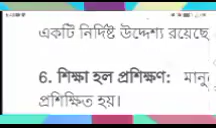 একটি নির্দিষ্ট উদ্দেশ্য রয়েছে
6. শিক্ষা হল প্রশিক্ষণ: মানু
প্রশিক্ষিত হয়।